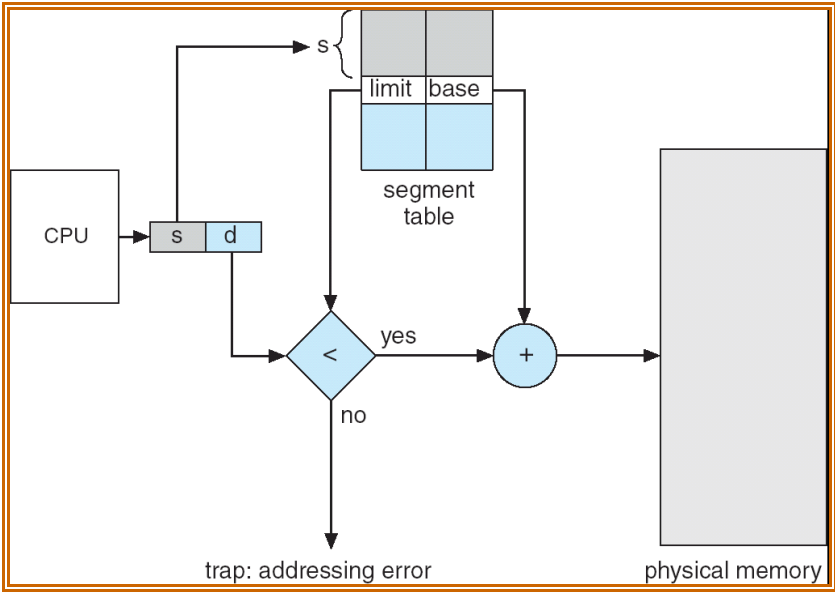 s
limit base
segment
table
CPU
s d
<
yes
+
no
trap: addressing error
physical memory